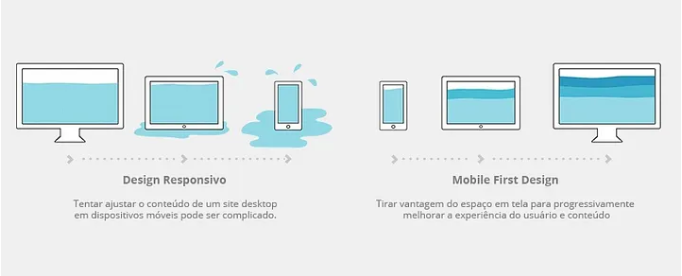 Design Responsivo
Tentar ajustar o conteúdo de um site desktop
em dispositivos móveis pode ser complicado.
Mobile First Design
Tirar vantagem do espaço em tela para progressivamente
melhorar a experiência do usuário e conteúdo